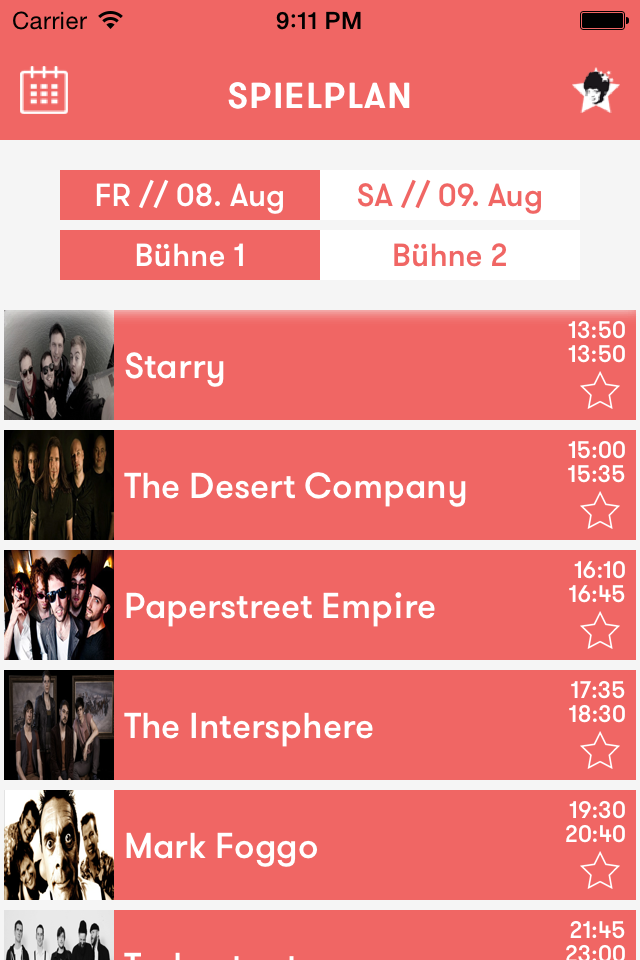 Carrier 9:11 PM
SPIELPLAN
FR // 08. Aug SA // 09. Aug
Bühne 1 Bühne 2
Starry
13:50
13:50
The Desert Company
15:00
15:35
Paperstreet Empire
16:10
16:45
The Intersphere
17:35
18:30
Mark Foggo
19:30
20:40
21:45
23:00